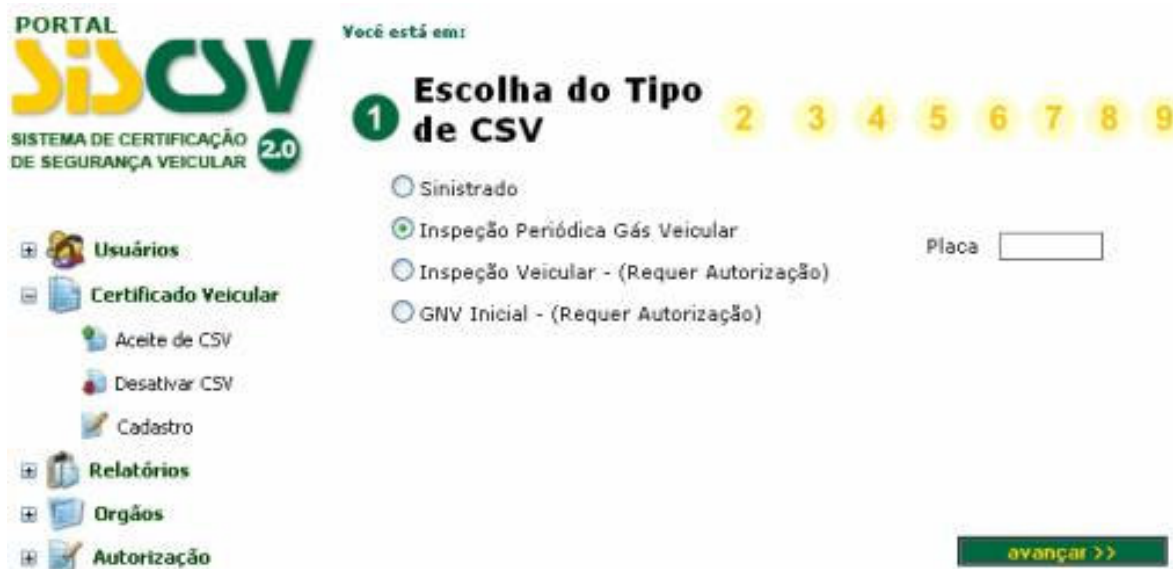 PORTAL
SiSCSV
SISTEMA DE CERTIFICAÇÃO
DE SEGURANÇA VEICULAR 2.0
Usuários
Certificado Veicular
Aceite de CSV
Desativar CSV
Cadastro
Relatórios
Orgãos
Autorização
Você está em:
1 Escolha do Tipo
de CSV
2 3 4 5 6 7 8 9
Sinistrado
Inspeção Periódica Gás Veicular
Inspeção Veicular - (Requer Autorização)
GNV Inicial - (Requer Autorização)
Placa
avançar >>